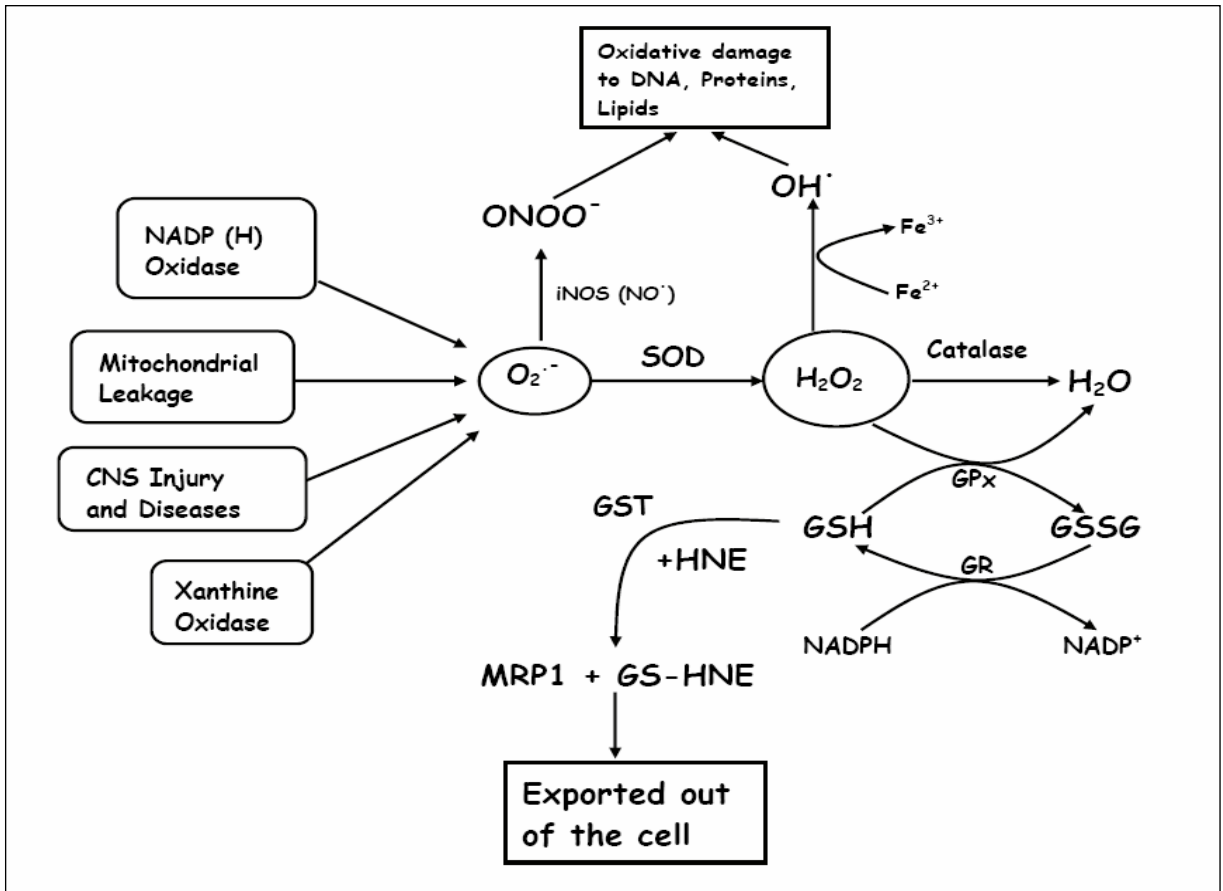 Oxidative damage
to DNA, Proteins,
Lipids
OH˙
ONOO⁻
Fe³⁺
NADP (H)
Oxidase
iNOS (NO˙)
Fe²⁺
Mitochondrial
Leakage
O₂˙⁻
SOD
H₂O₂
Catalase
H₂O
CNS Injury
and Diseases
GPx
GST
GSH
GSSG
+HNE
GR
Xanthine
Oxidase
NADPH
NADP⁺
MRP1 + GS-HNE
Exported out
of the cell